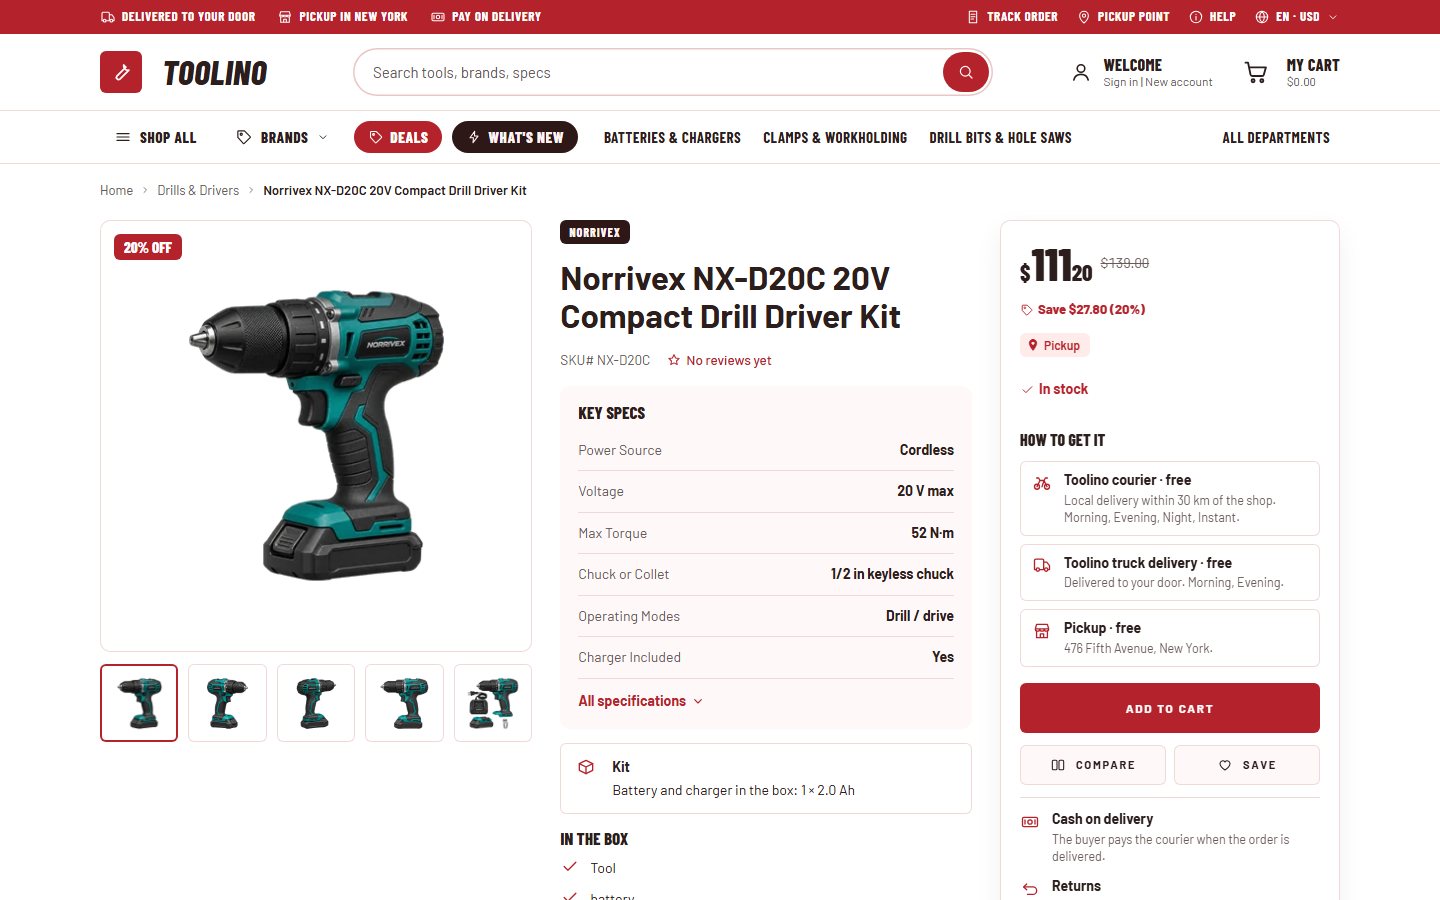 DELIVERED TO YOUR DOOR
PICKUP IN NEW YORK
PAY ON DELIVERY
TRACK ORDER
PICKUP POINT
HELP
EN · USD
TOOLINO
Search tools, brands, specs
WELCOME
Sign in | New account
MY CART
$0.00
SHOP ALL
BRANDS
DEALS
WHAT'S NEW
BATTERIES & CHARGERS
CLAMPS & WORKHOLDING
DRILL BITS & HOLE SAWS
ALL DEPARTMENTS
Home > Drills & Drivers > Norrivex NX-D20C 20V Compact Drill Driver Kit
20% OFF
NORRIVEX
NORRIVEX
Norrivex NX-D20C 20V
Compact Drill Driver Kit
SKU# NX-D20C
No reviews yet
KEY SPECS
Power Source Cordless
Voltage 20 V max
Max Torque 52 N·m
Chuck or Collet 1/2 in keyless chuck
Operating Modes Drill / drive
Charger Included Yes
All specifications
Kit
Battery and charger in the box: 1 × 2.0 Ah
IN THE BOX
Tool
battery
$11120 $139.00
Save $27.80 (20%)
Pickup
In stock
HOW TO GET IT
Toolino courier · free
Local delivery within 30 km of the shop.
Morning, Evening, Night, Instant.
Toolino truck delivery · free
Delivered to your door. Morning, Evening.
Pickup · free
476 Fifth Avenue, New York.
ADD TO CART
COMPARE
SAVE
Cash on delivery
The buyer pays the courier when the order is
delivered.
Returns